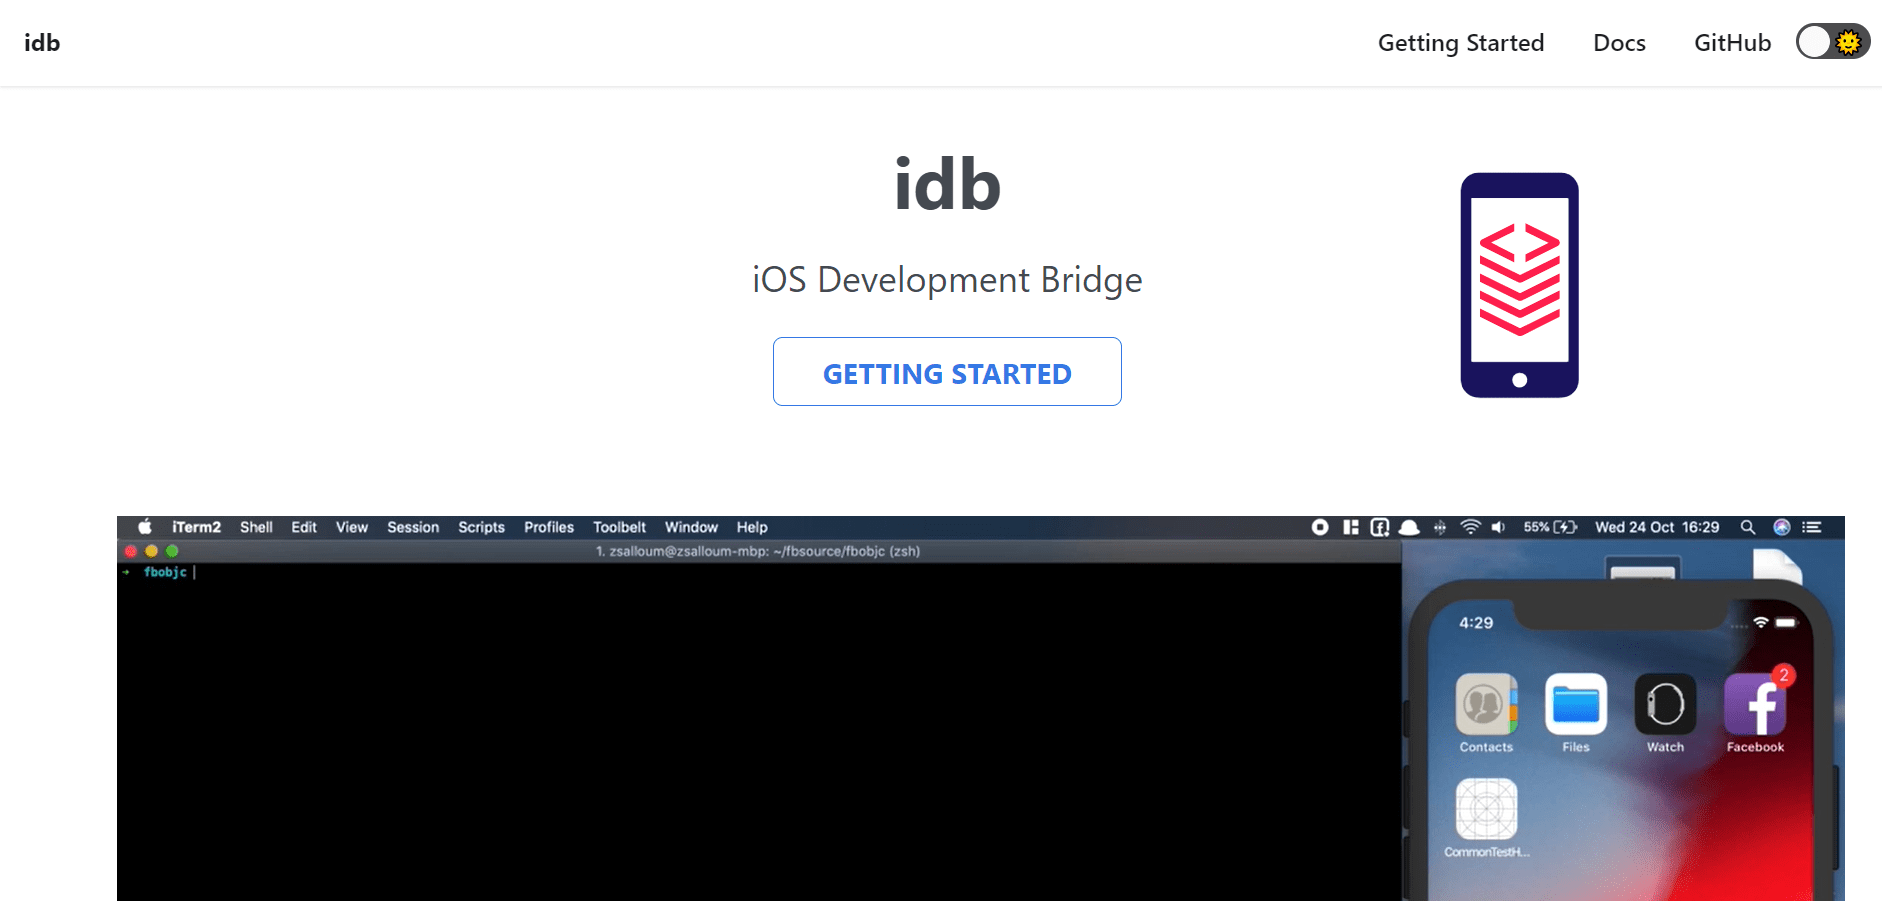 idb
Getting Started Docs GitHub
idb
iOS Development Bridge
GETTING STARTED
iTerm2 Shell Edit View Session Scripts Profiles Toolbelt Window Help 55% Wed 24 Oct 16:29
1. zsalloum@zsalloum-mbp: ~/fbsource/fbobjc (zsh)
fbobjc
4:29
2
Contacts Files Watch Facebook
CommonTestH...